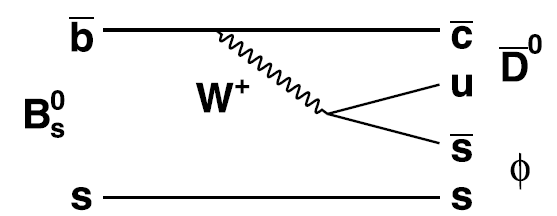 b̅ c̅ D̅⁰
u
W⁺
B⁰ₛ s̅ ϕ
s s